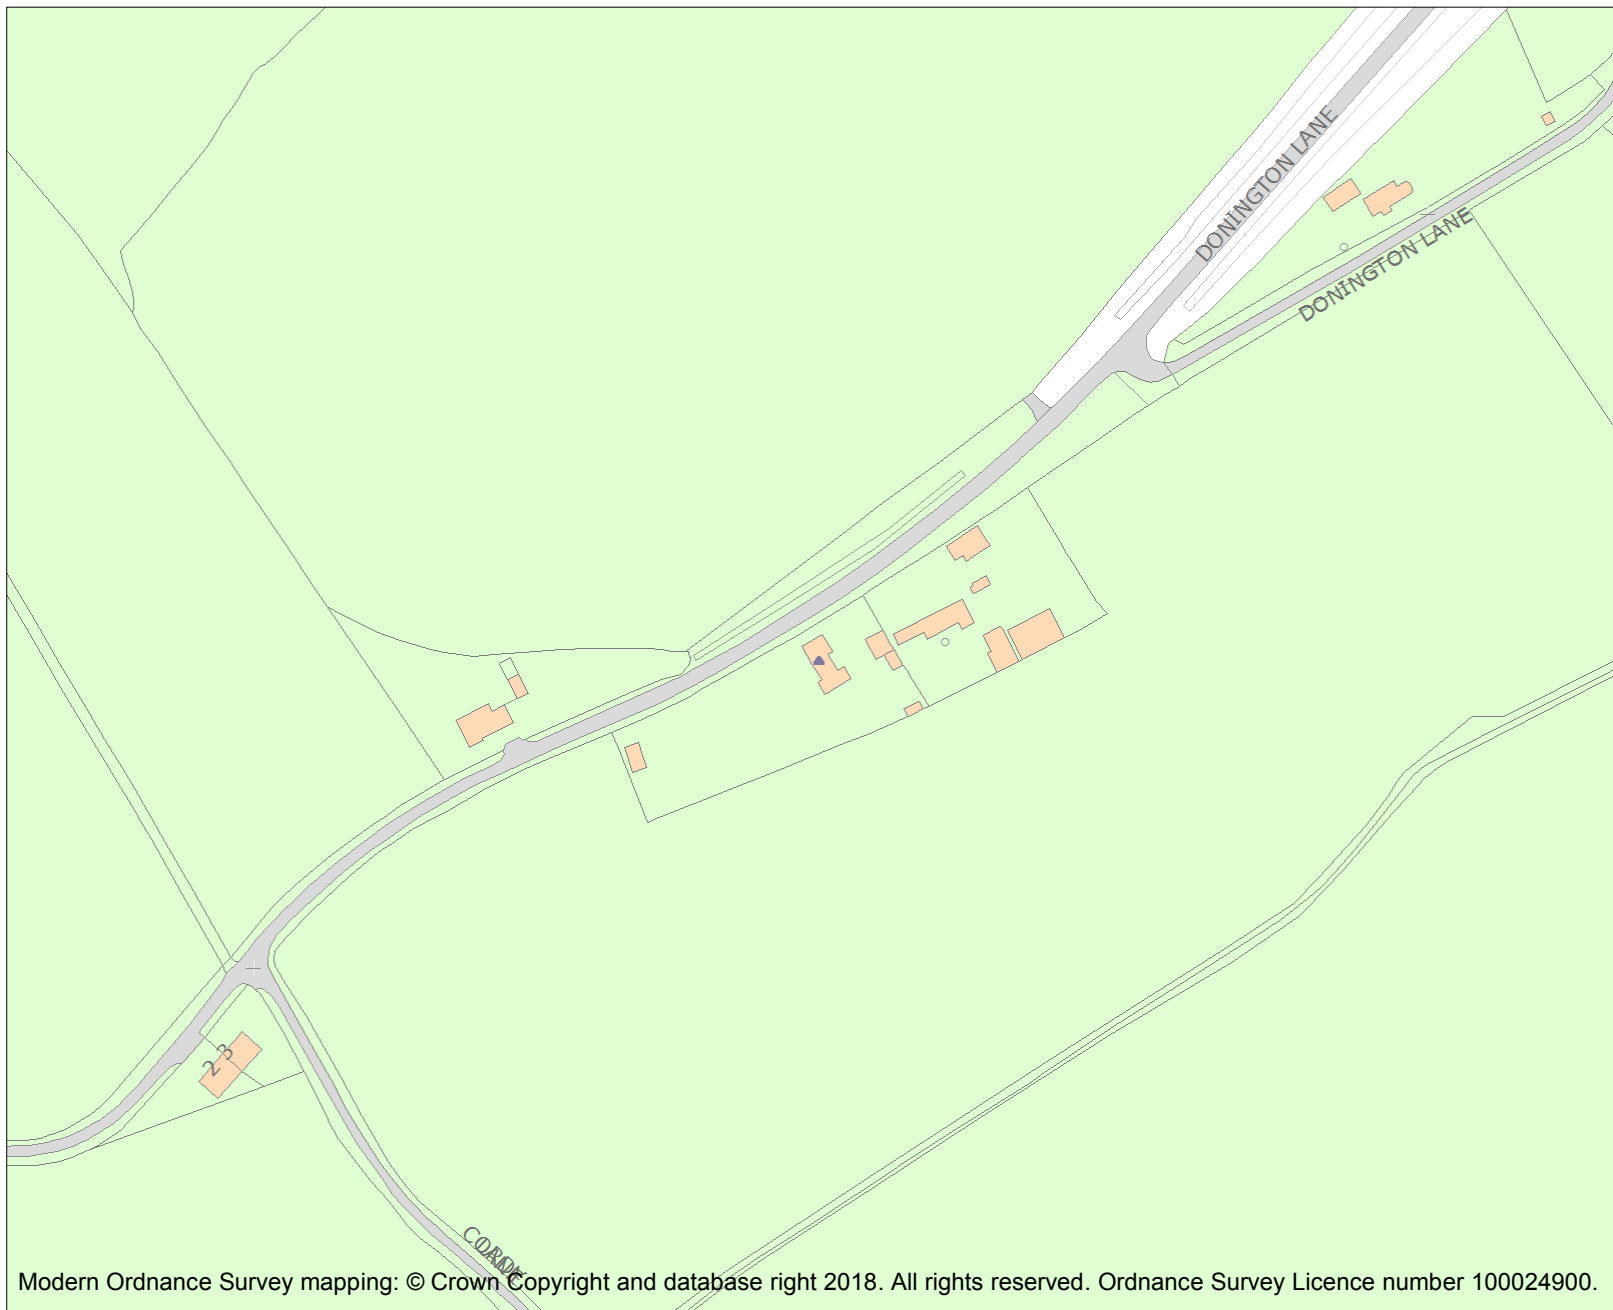 DONINGTON LANE
DONINGTON LANE
2 3
LANE
Modern Ordnance Survey mapping: © Crown Copyright and database right 2018. All rights reserved. Ordnance Survey Licence number 100024900.